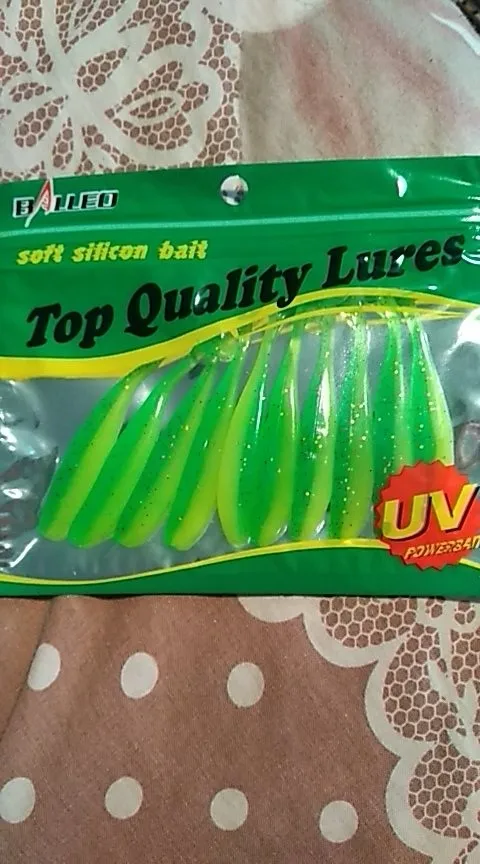 BALLEO
soft silicon bait
Top Quality Lures
UV
POWERBAIT